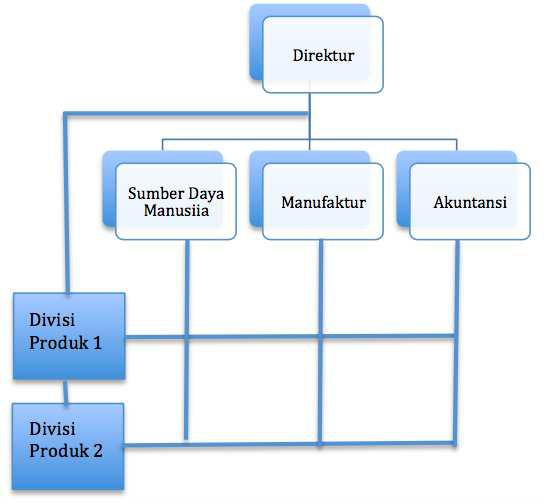 Direktur
Sumber Daya
Manusiia
Manufaktur
Akuntansi
Divisi
Produk 1
Divisi
Produk 2